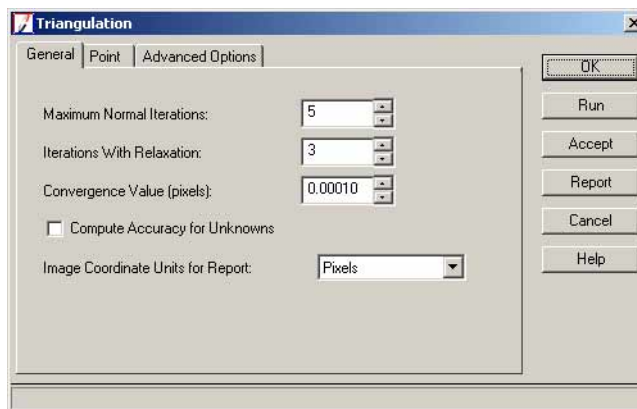 Triangulation
General Point Advanced Options
Maximum Normal Iterations: 5
Iterations With Relaxation: 3
Convergence Value (pixels): 0.00010
Compute Accuracy for Unknowns
Image Coordinate Units for Report: Pixels
OK
Run
Accept
Report
Cancel
Help